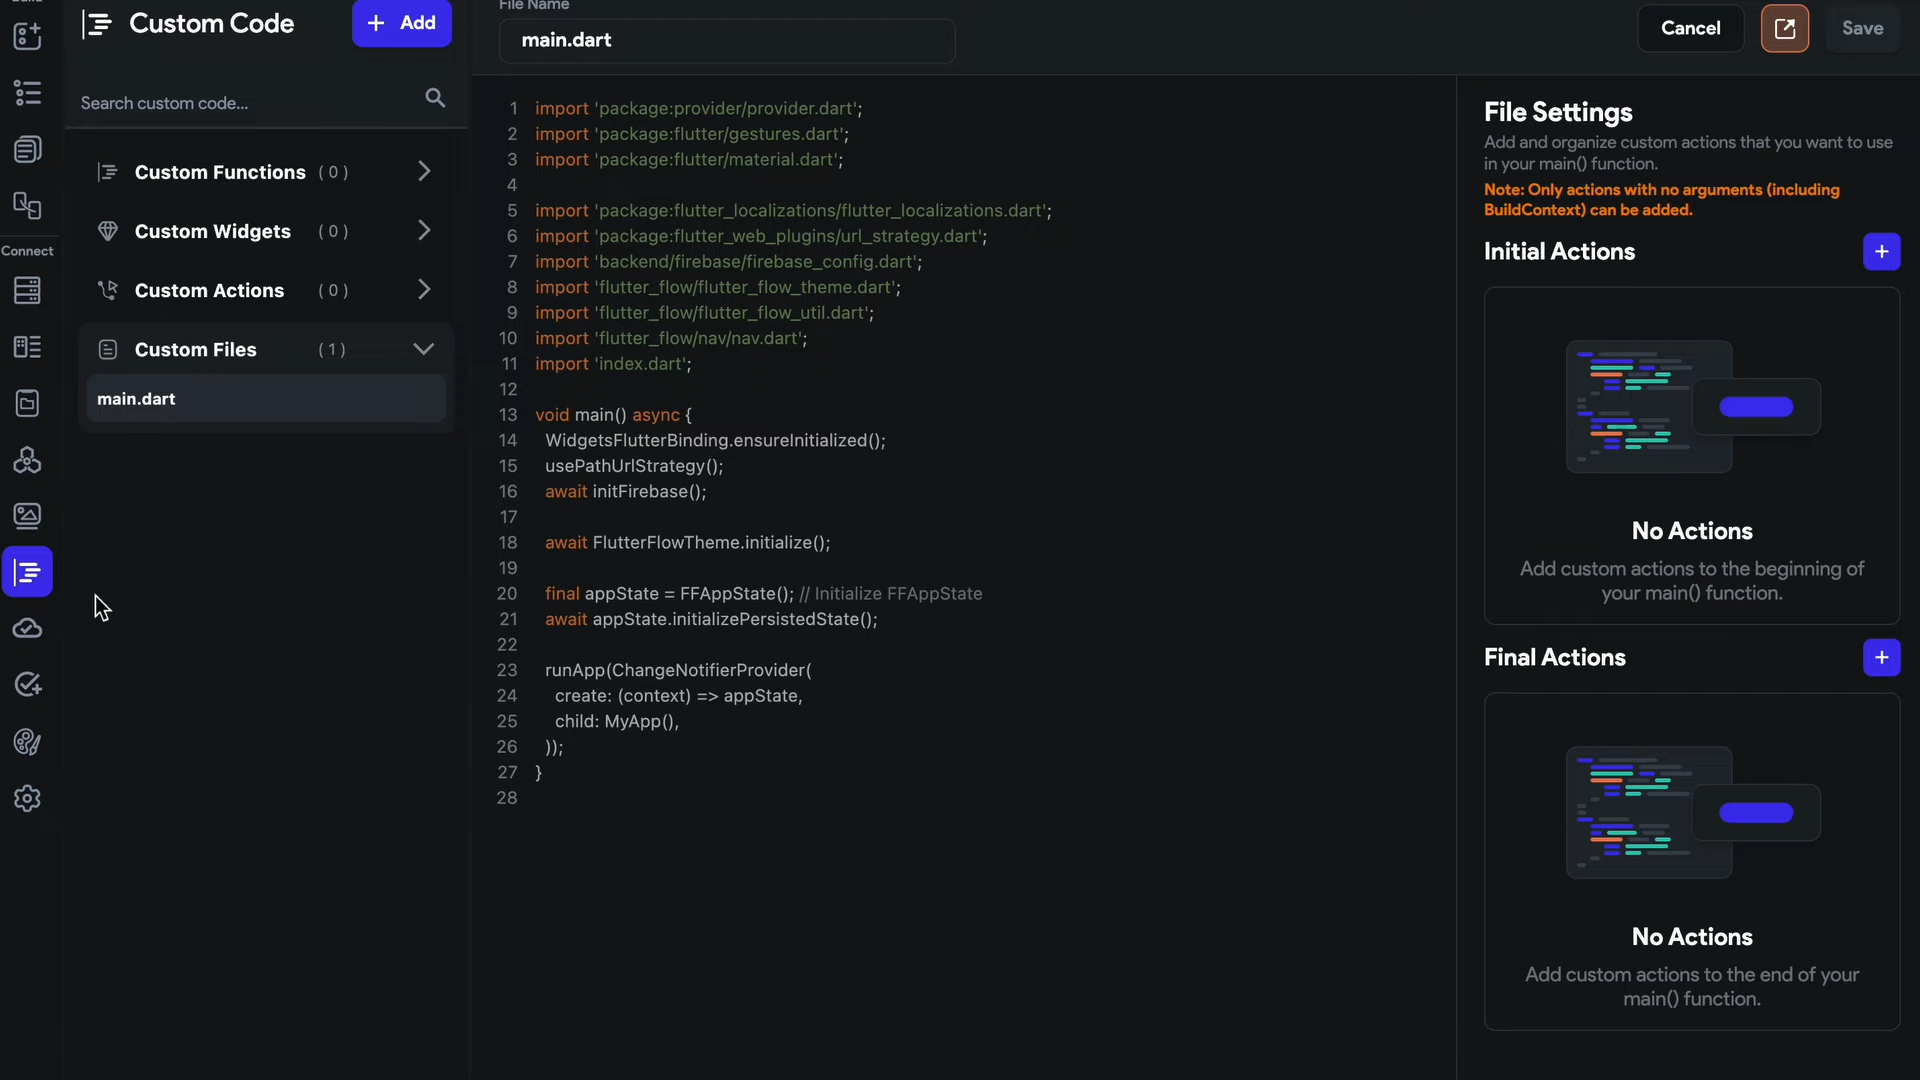 Connect
Custom Code
+ Add
Search custom code...
Custom Functions ( 0 )
Custom Widgets ( 0 )
Custom Actions ( 0 )
Custom Files ( 1 )
main.dart
File Name
main.dart
Cancel
Save
1 import 'package:provider/provider.dart';
2 import 'package:flutter/gestures.dart';
3 import 'package:flutter/material.dart';
4
5 import 'package:flutter_localizations/flutter_localizations.dart';
6 import 'package:flutter_web_plugins/url_strategy.dart';
7 import 'backend/firebase/firebase_config.dart';
8 import 'flutter_flow/flutter_flow_theme.dart';
9 import 'flutter_flow/flutter_flow_util.dart';
10 import 'flutter_flow/nav/nav.dart';
11 import 'index.dart';
12
13 void main() async {
14 WidgetsFlutterBinding.ensureInitialized();
15 usePathUrlStrategy();
16 await initFirebase();
17
18 await FlutterFlowTheme.initialize();
19
20 final appState = FFAppState(); // Initialize FFAppState
21 await appState.initializePersistedState();
22
23 runApp(ChangeNotifierProvider(
24 create: (context) => appState,
25 child: MyApp(),
26 ));
27 }
28
File Settings
Add and organize custom actions that you want to use
in your main() function.
Note: Only actions with no arguments (including
BuildContext) can be added.
Initial Actions
+
No Actions
Add custom actions to the beginning of
your main() function.
Final Actions
+
No Actions
Add custom actions to the end of your
main() function.